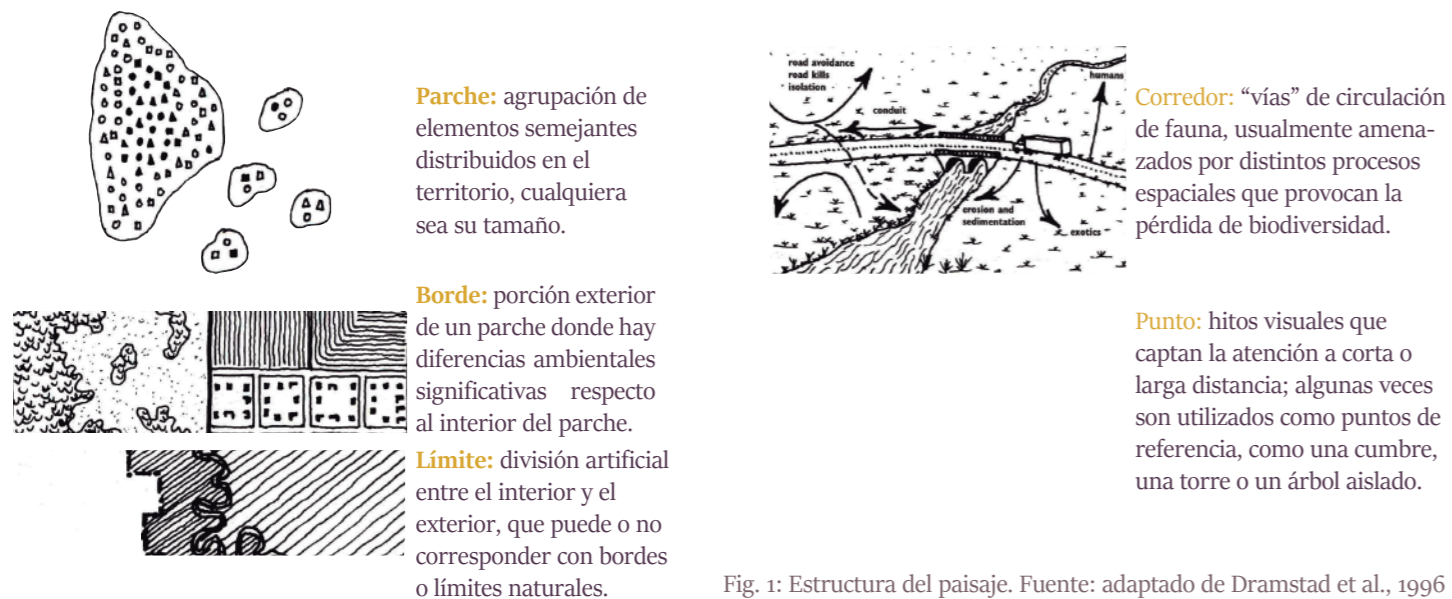 Parche: agrupación de
elementos semejantes
distribuidos en el
territorio, cualquiera
sea su tamaño.
Borde: porción exterior
de un parche donde hay
diferencias ambientales
significativas respecto
al interior del parche.
Límite: división artificial
entre el interior y el
exterior, que puede o no
corresponder con bordes
o límites naturales.
road avoidance
road kills
isolation
humans
conduit
erosion and
sedimentation
exotics
Corredor: “vías” de circulación
de fauna, usualmente amena-
zados por distintos procesos
espaciales que provocan la
pérdida de biodiversidad.
Punto: hitos visuales que
captan la atención a corta o
larga distancia; algunas veces
son utilizados como puntos de
referencia, como una cumbre,
una torre o un árbol aislado.
Fig. 1: Estructura del paisaje. Fuente: adaptado de Dramstad et al., 1996